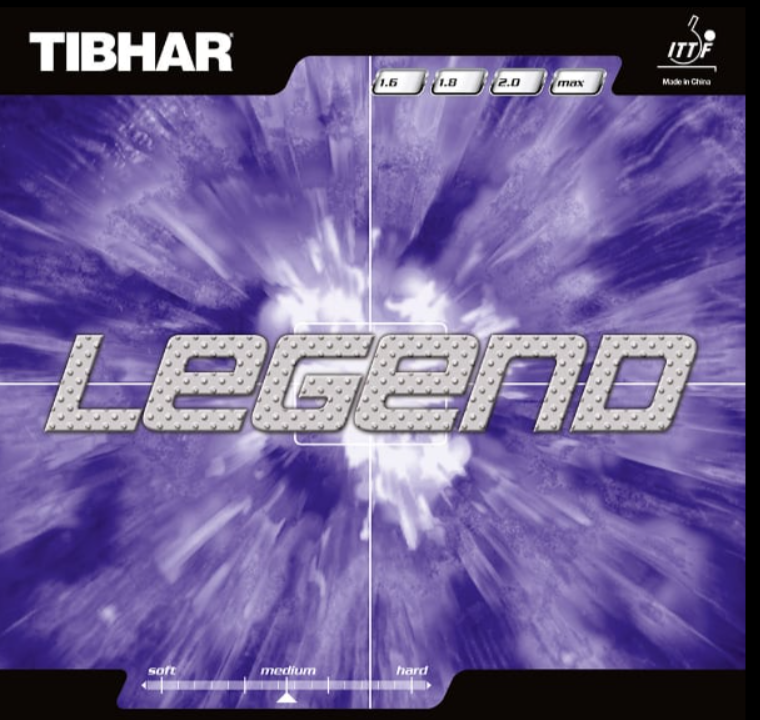 TIBHAR
1.6 1.8 2.0 max
ITTF
Made in China
LEGEND
soft medium hard